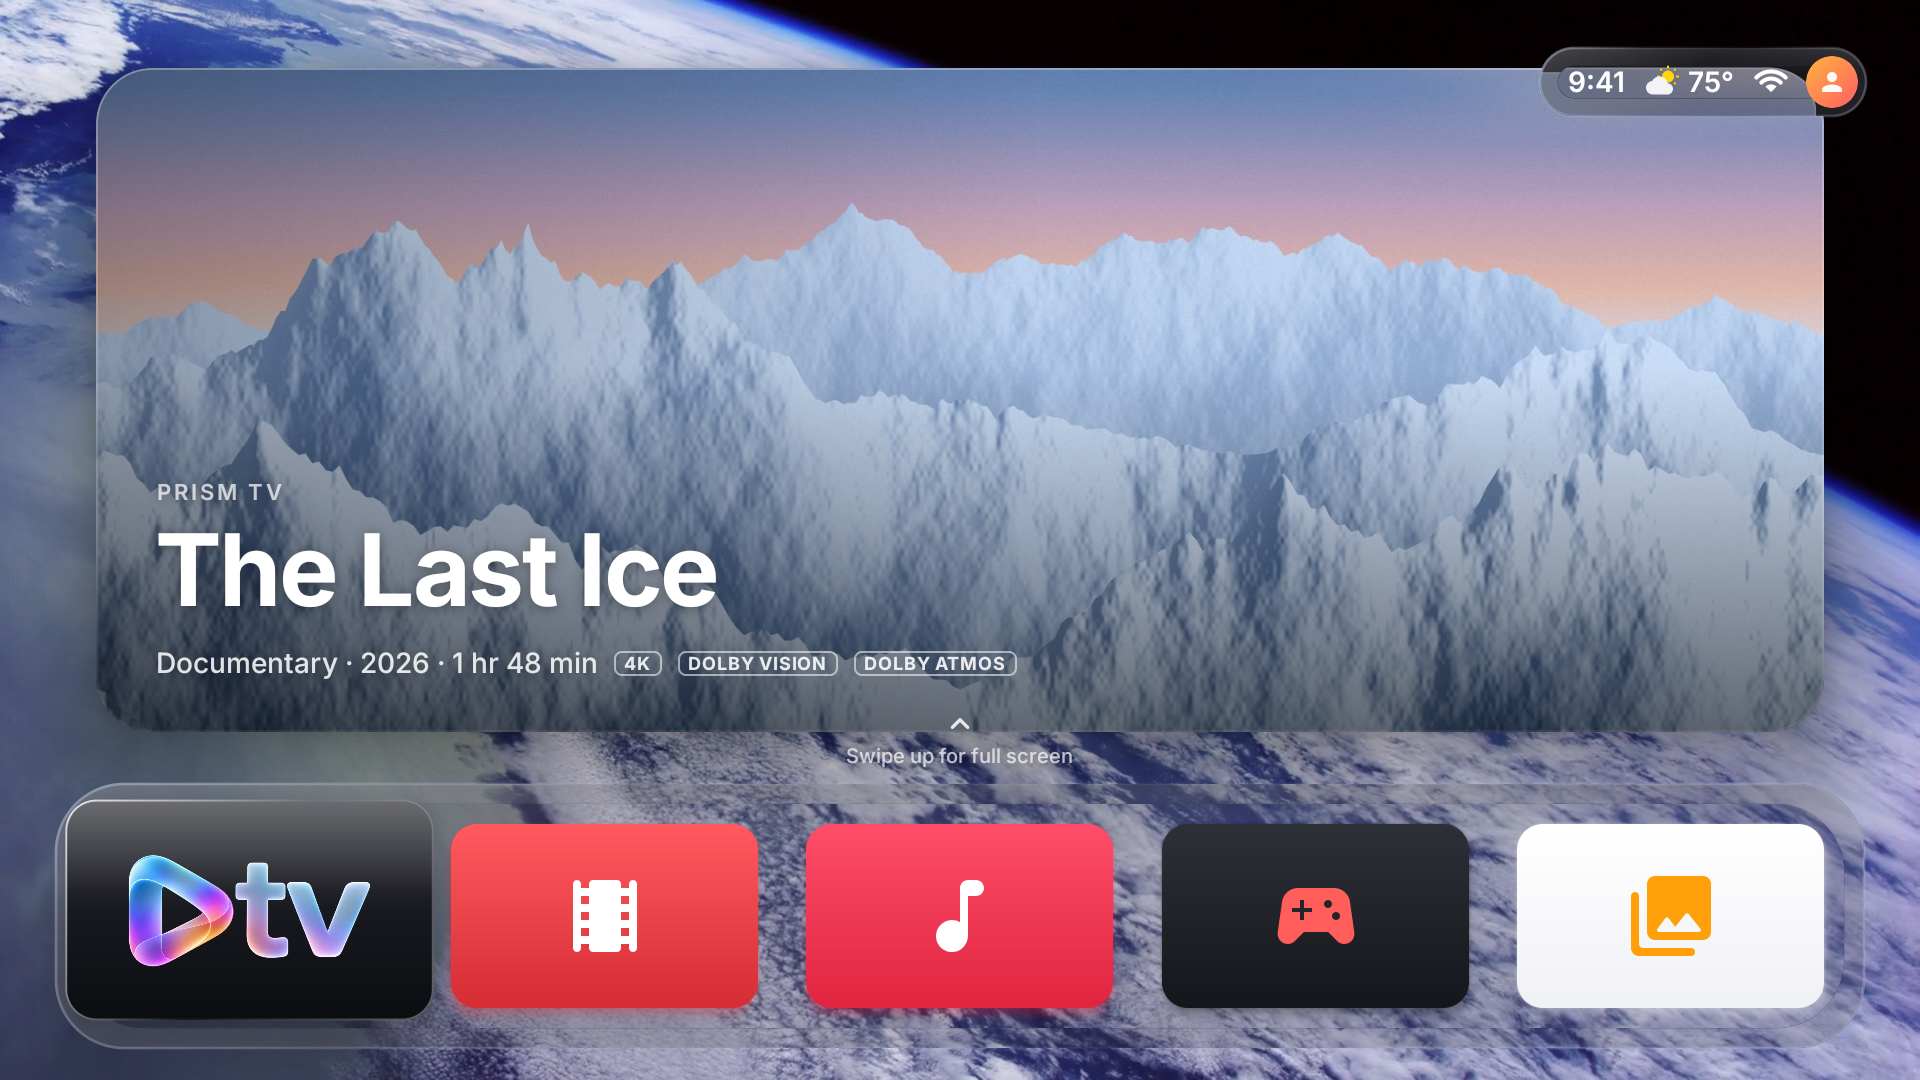 9:41 75°
PRISM TV
The Last Ice
Documentary · 2026 · 1 hr 48 min 4K DOLBY VISION DOLBY ATMOS
Swipe up for full screen
tv